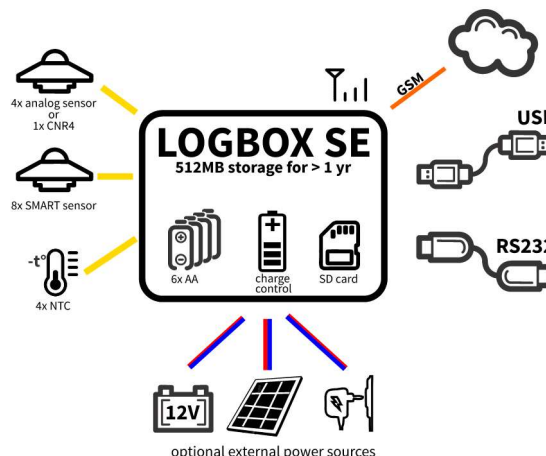 4x analog sensor
or
1x CNR4
8x SMART sensor
-t°
4x NTC
LOGBOX SE
512MB storage for > 1 yr
6x AA
charge
control
SD card
GSM
RS232
12V
optional external power sources